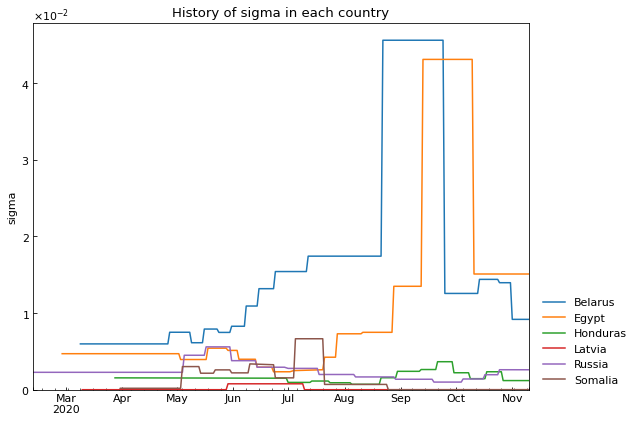 History of sigma in each country
×10−2
4
3
2
1
0
sigma
Mar Apr May Jun Jul Aug Sep Oct Nov
2020
Belarus
Egypt
Honduras
Latvia
Russia
Somalia